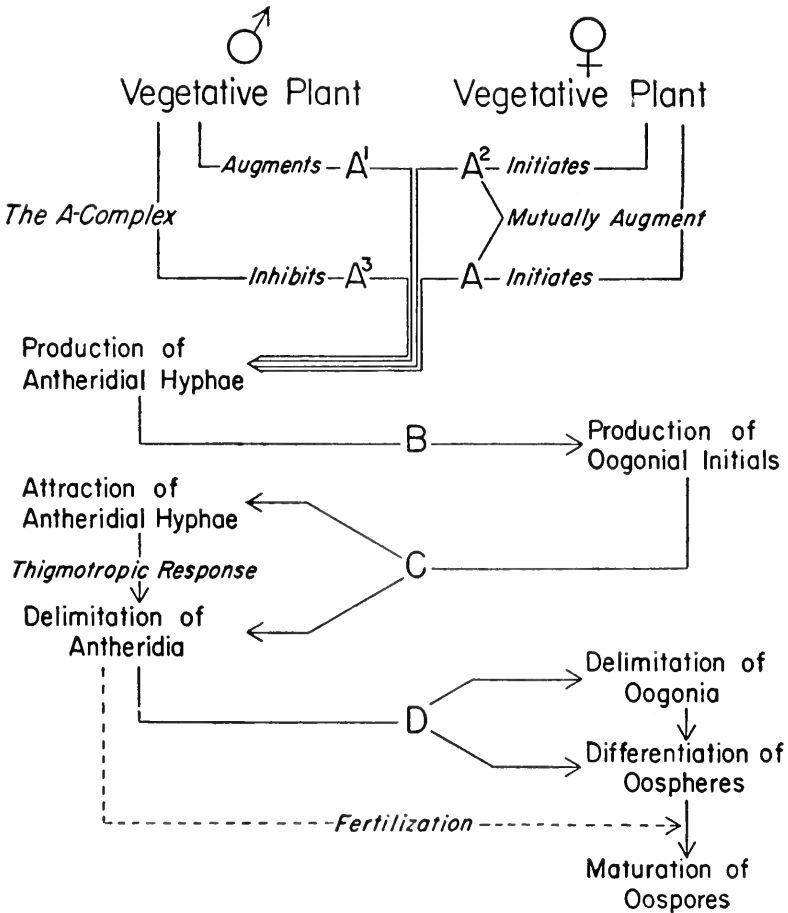 ♂ ♀
Vegetative Plant Vegetative Plant
Augments A¹ A² Initiates
The A-Complex Mutually Augment
Inhibits A³ A Initiates
Production of
Antheridial Hyphae
B
Production of
Oogonial Initials
Attraction of
Antheridial Hyphae
C
Thigmotropic Response
Delimitation of
Antheridia
D
Delimitation of
Oogonia
Differentiation of
Oospheres
Fertilization
Maturation of
Oospores